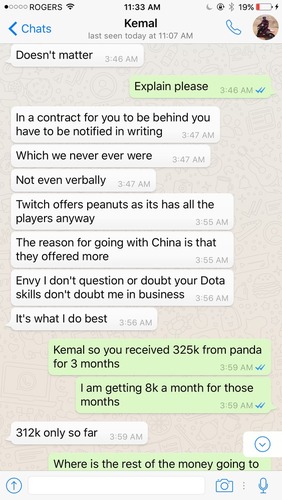 ROGERS 11:33 AM 19%
Chats Kemal
last seen today at 11:07 AM
Doesn't matter 3:46 AM
Explain please 3:46 AM
In a contract for you to be behind you
have to be notified in writing 3:47 AM
Which we never ever were 3:47 AM
Not even verbally 3:47 AM
Twitch offers peanuts as its has all the
players anyway 3:55 AM
The reason for going with China is that
they offered more 3:55 AM
Envy I don't question or doubt your Dota
skills don't doubt me in business 3:56 AM
It's what I do best 3:56 AM
Kemal so you received 325k from panda
for 3 months 3:59 AM
I am getting 8k a month for those
months 3:59 AM
312k only so far 3:59 AM
Where is the rest of the money going to